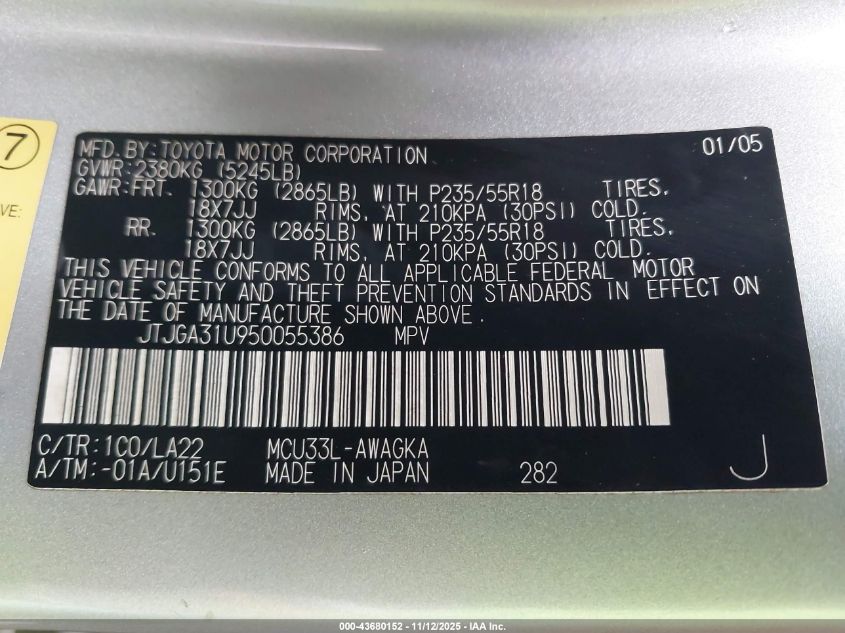 7
VE:
MFD. BY: TOYOTA MOTOR CORPORATION 01/05
GVWR: 2380KG (5245LB)
GAWR: FRT. 1300KG (2865LB) WITH P235/55R18 TIRES,
18X7JJ RIMS, AT 210KPA (30PSI) COLD.
RR. 1300KG (2865LB) WITH P235/55R18 TIRES,
18X7JJ RIMS, AT 210KPA (30PSI) COLD.
THIS VEHICLE CONFORMS TO ALL APPLICABLE FEDERAL MOTOR
VEHICLE SAFETY AND THEFT PREVENTION STANDARDS IN EFFECT ON
THE DATE OF MANUFACTURE SHOWN ABOVE.
JTJGA31U950055386 MPV
C/TR: 1C0/LA22 MCU33L-AWAGKA
A/TM: -01A/U151E MADE IN JAPAN 282 J
000-43680152 - 11/12/2025 - IAA Inc.